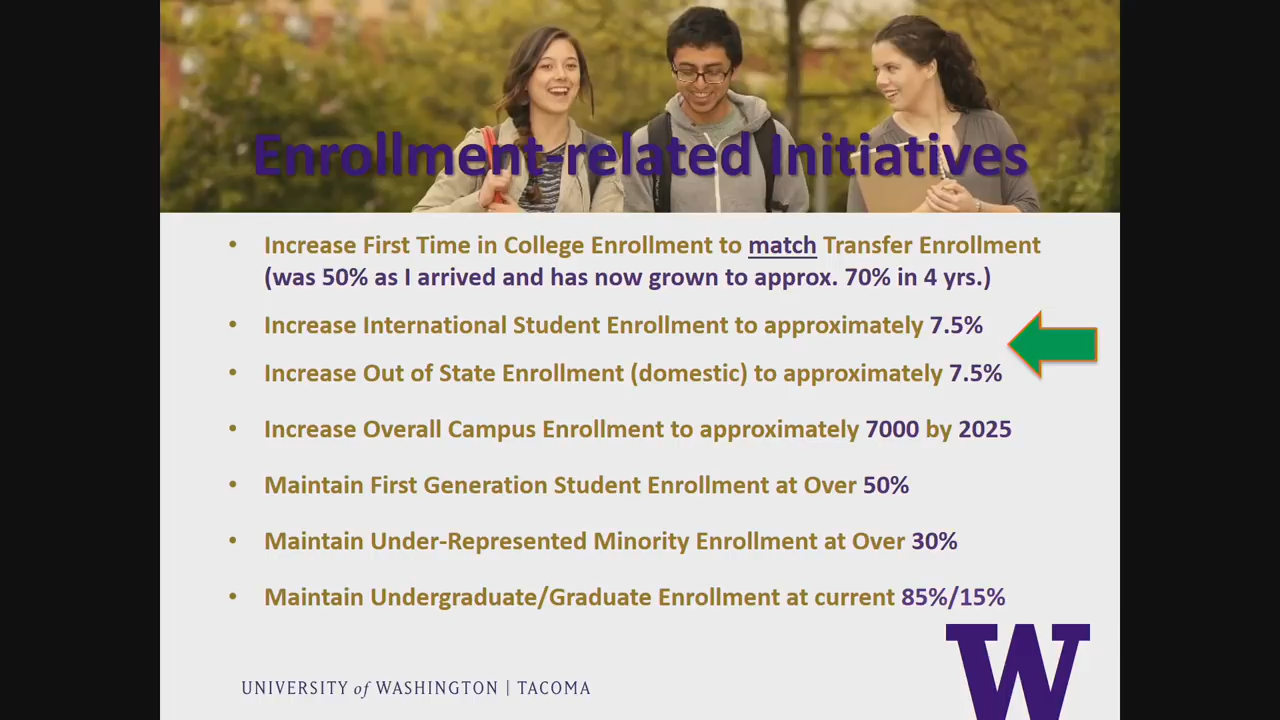 Enrollment-related Initiatives
• Increase First Time in College Enrollment to match Transfer Enrollment
(was 50% as I arrived and has now grown to approx. 70% in 4 yrs.)
• Increase International Student Enrollment to approximately 7.5%
• Increase Out of State Enrollment (domestic) to approximately 7.5%
• Increase Overall Campus Enrollment to approximately 7000 by 2025
• Maintain First Generation Student Enrollment at Over 50%
• Maintain Under-Represented Minority Enrollment at Over 30%
• Maintain Undergraduate/Graduate Enrollment at current 85%/15%
W
UNIVERSITY of WASHINGTON | TACOMA